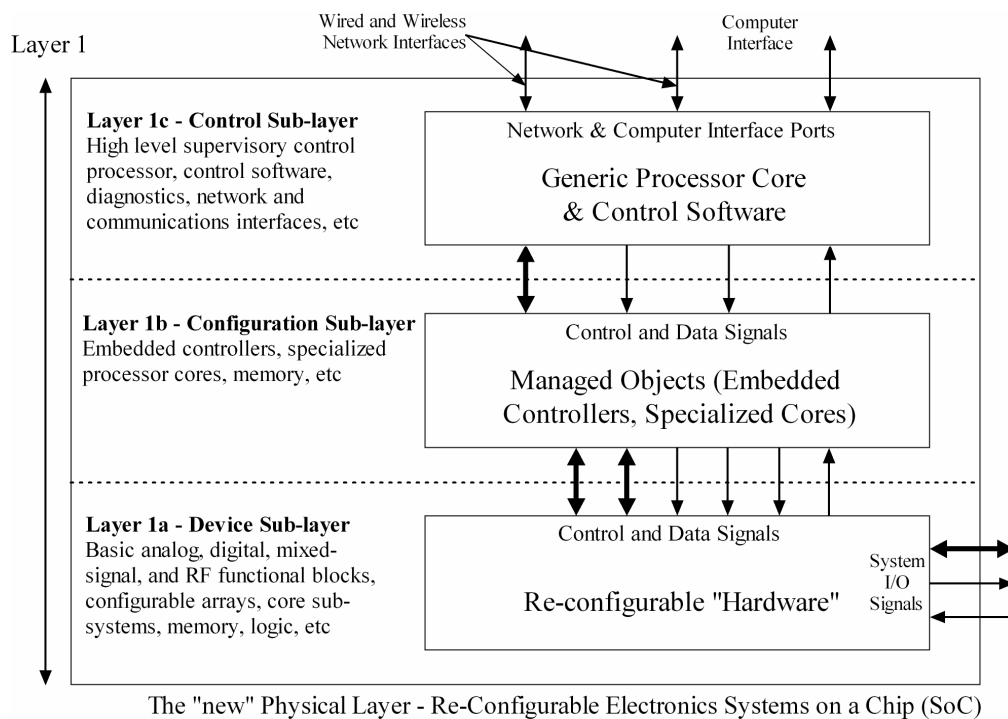 Layer 1
Wired and Wireless
Network Interfaces
Computer
Interface
Layer 1c - Control Sub-layer
High level supervisory control
processor, control software,
diagnostics, network and
communications interfaces, etc
Network & Computer Interface Ports
Generic Processor Core
& Control Software
Layer 1b - Configuration Sub-layer
Embedded controllers, specialized
processor cores, memory, etc
Control and Data Signals
Managed Objects (Embedded
Controllers, Specialized Cores)
Layer 1a - Device Sub-layer
Basic analog, digital, mixed-
signal, and RF functional blocks,
configurable arrays, core sub-
systems, memory, logic, etc
Control and Data Signals
Re-configurable "Hardware"
System
I/O
Signals
The "new" Physical Layer - Re-Configurable Electronics Systems on a Chip (SoC)